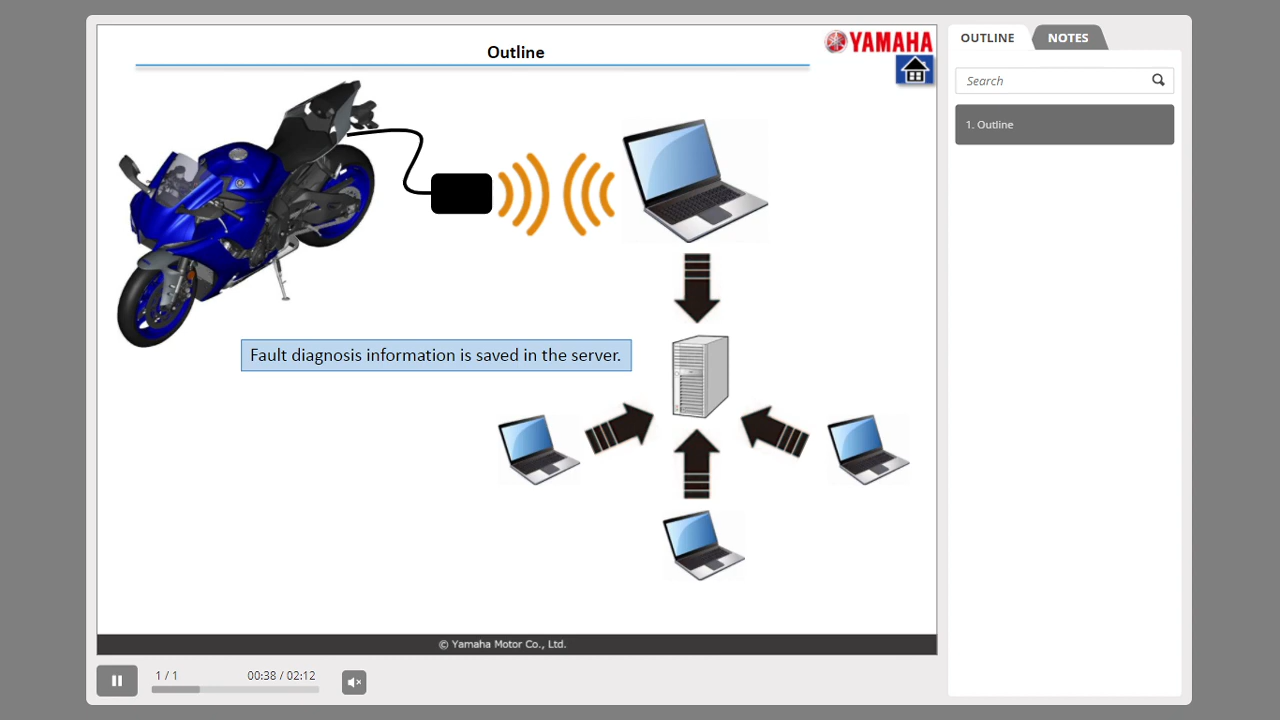 Outline
YAMAHA
Fault diagnosis information is saved in the server.
© Yamaha Motor Co., Ltd.
1 / 1
00:38 / 02:12
OUTLINE
NOTES
Search
1. Outline